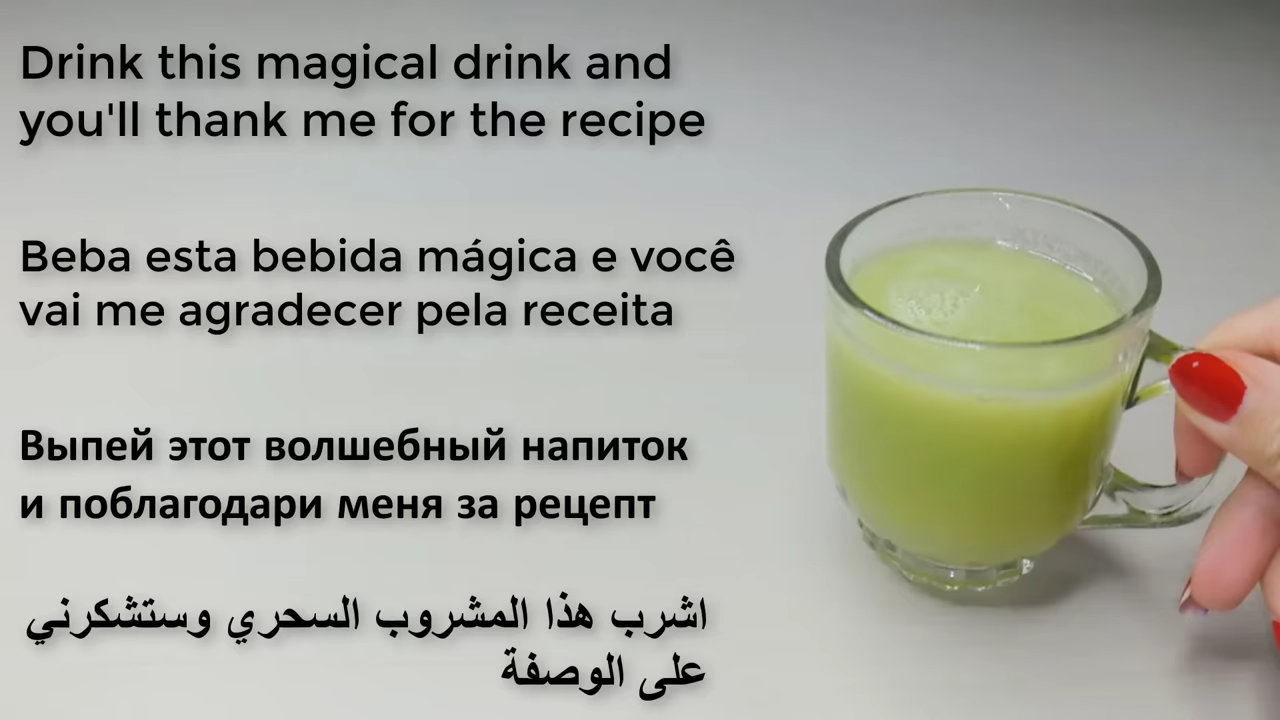 Drink this magical drink and
you'll thank me for the recipe
Beba esta bebida mágica e você
vai me agradecer pela receita
Выпей этот волшебный напиток
и поблагодари меня за рецепт
اشرب هذا المشروب السحري وستشكرني
على الوصفة